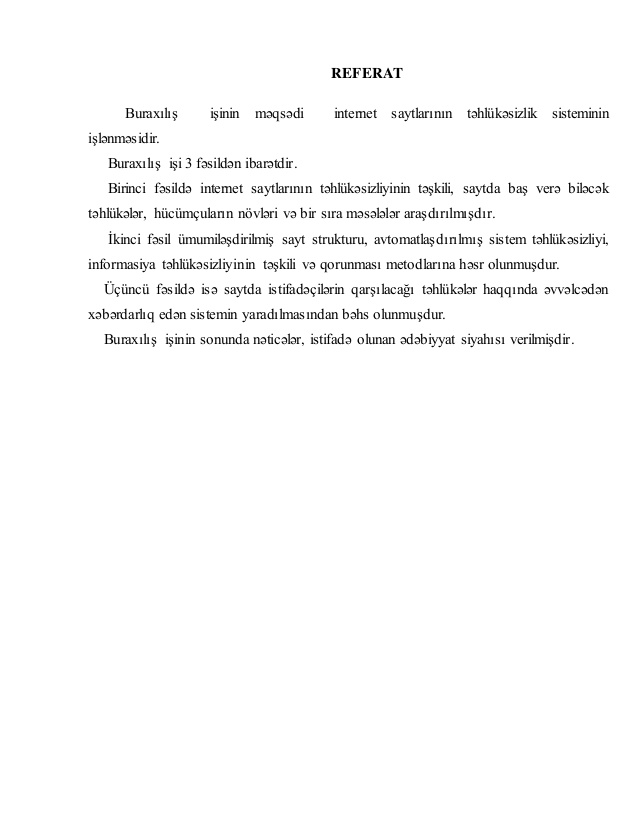 REFERAT
Buraxılış işinin məqsədi internet saytlarının təhlükəsizlik sisteminin
işlənməsidir.
Buraxılış işi 3 fəsildən ibarətdir.
Birinci fəsildə internet saytlarının təhlükəsizliyinin təşkili, saytda baş verə biləcək
təhlükələr, hücümçuların növləri və bir sıra məsələlər araşdırılmışdır.
İkinci fəsil ümumiləşdirilmiş sayt strukturu, avtomatlaşdırılmış sistem təhlükəsizliyi,
informasiya təhlükəsizliyinin təşkili və qorunması metodlarına həsr olunmuşdur.
Üçüncü fəsildə isə saytda istifadəçilərin qarşılacağı təhlükələr haqqında əvvəlcədən
xəbərdarlıq edən sistemin yaradılmasından bəhs olunmuşdur.
Buraxılış işinin sonunda nəticələr, istifadə olunan ədəbiyyat siyahısı verilmişdir.